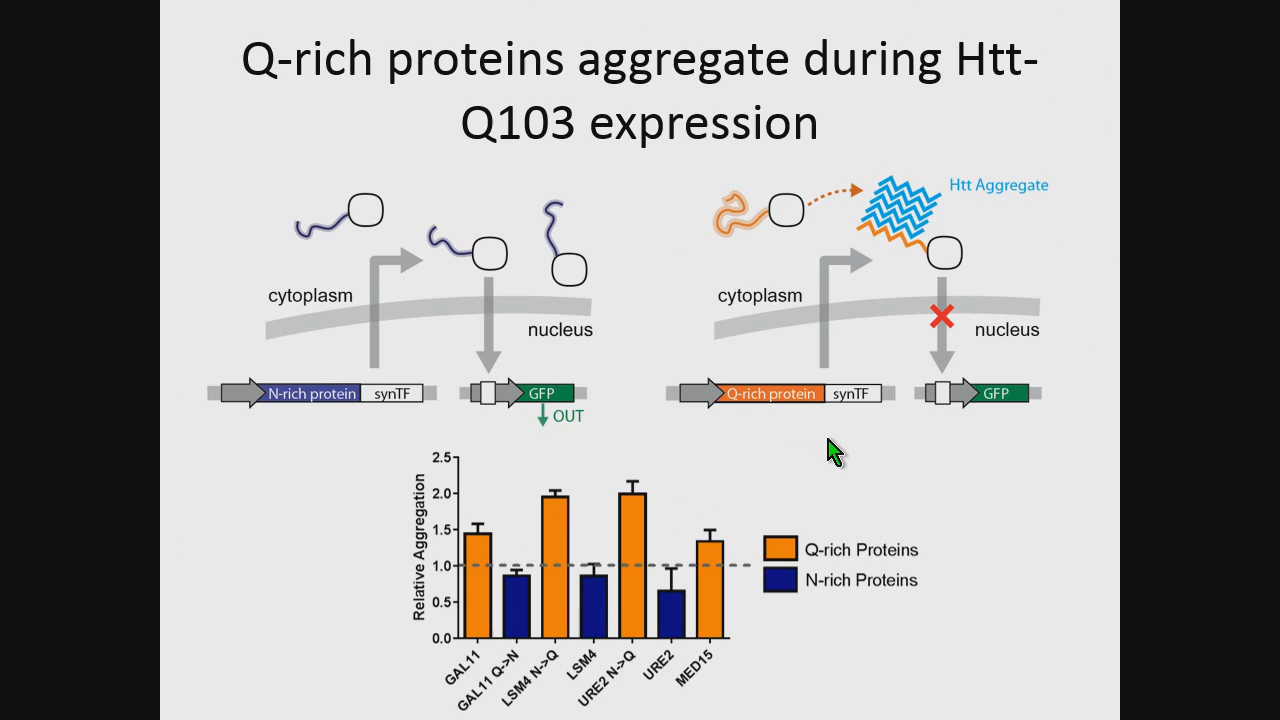 Q-rich proteins aggregate during Htt-
Q103 expression
Htt Aggregate
cytoplasm
nucleus
cytoplasm
nucleus
N-rich protein
synTF
GFP
OUT
Q-rich protein
synTF
GFP
Relative Aggregation
2.5
2.0
1.5
1.0
0.5
0.0
GAL11
GAL11 Q->N
LSM4 N->Q
LSM4
URE2 N->Q
URE2
MED15
Q-rich Proteins
N-rich Proteins